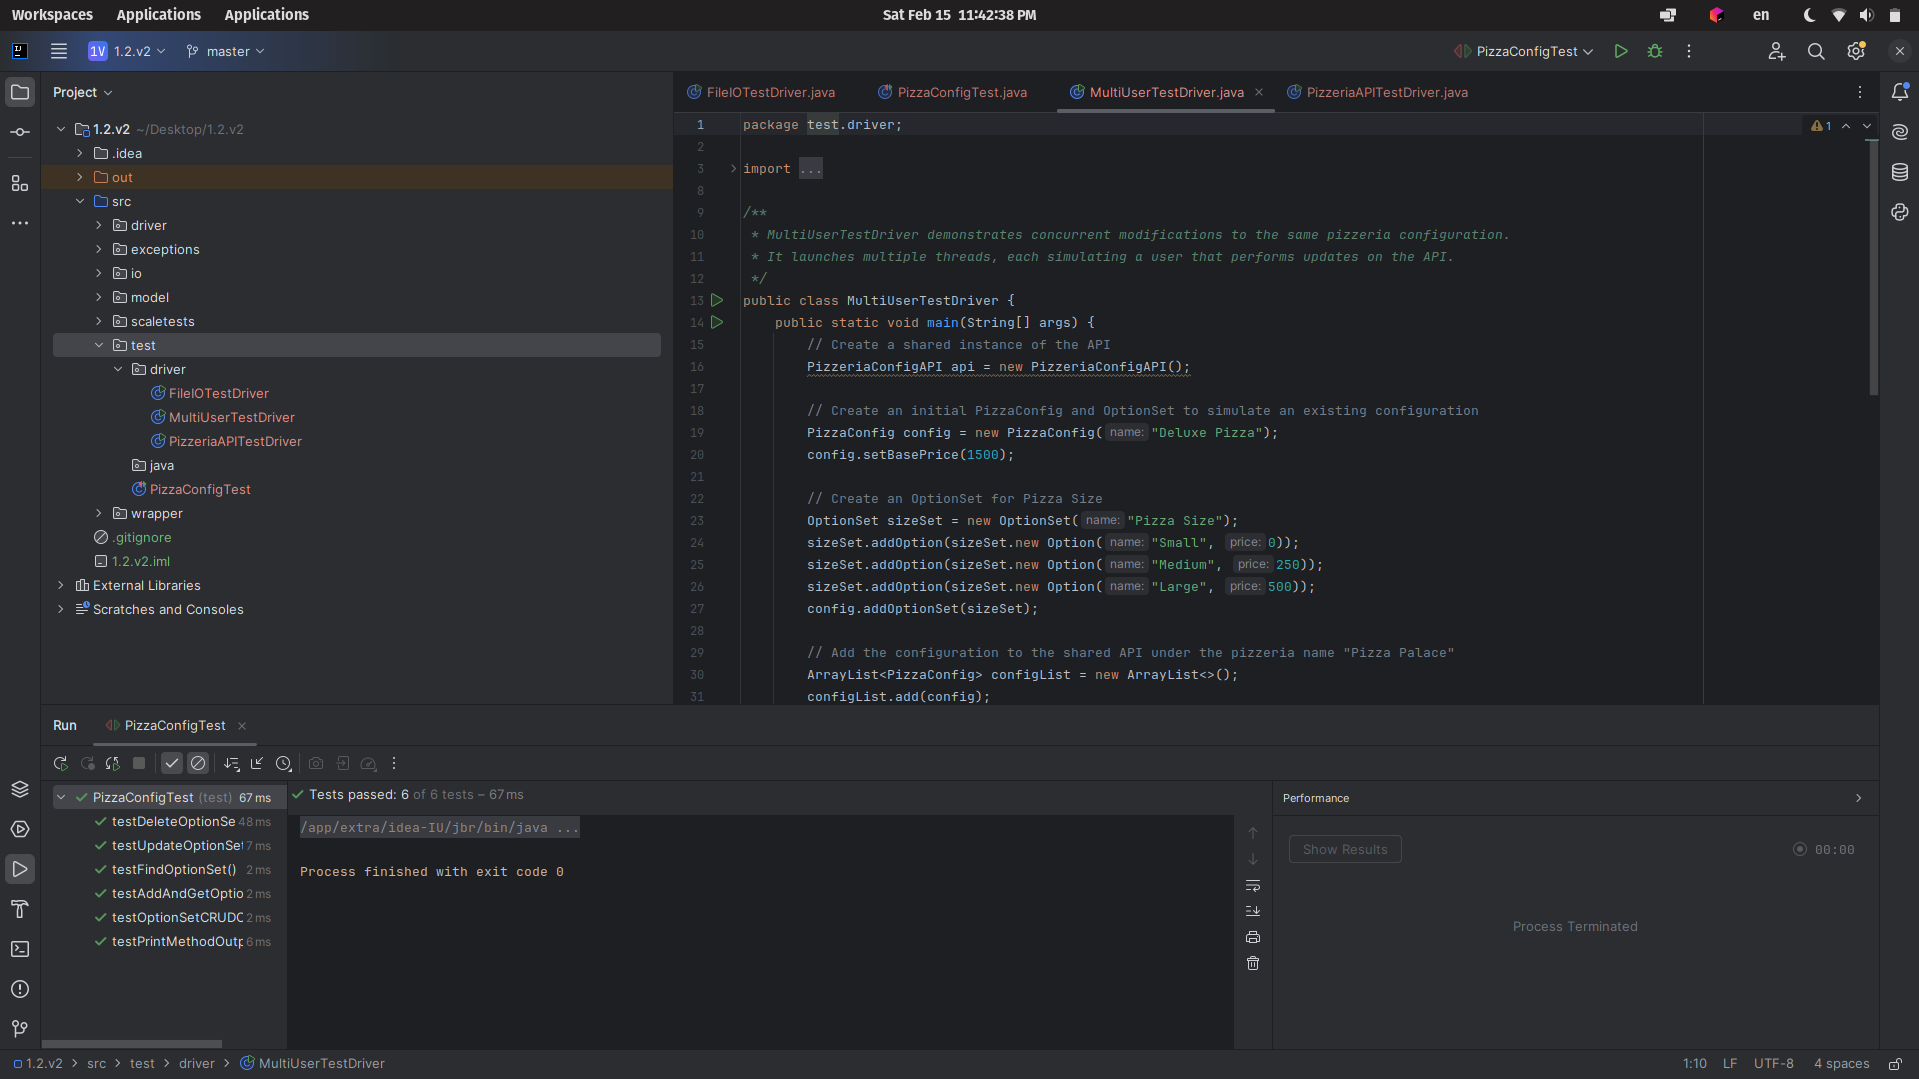 Workspaces Applications Applications Sat Feb 15 11:42:38 PM en
1V 1.2.v2 master PizzaConfigTest
Project
1.2.v2 ~/Desktop/1.2.v2
.idea
out
src
driver
exceptions
io
model
scaletests
test
driver
FileIOTestDriver
MultiUserTestDriver
PizzeriaAPITestDriver
java
PizzaConfigTest
wrapper
.gitignore
1.2.v2.iml
External Libraries
Scratches and Consoles
FileIOTestDriver.java PizzaConfigTest.java MultiUserTestDriver.java PizzeriaAPITestDriver.java
1 package test.driver; 1
2
3 import ...
8
9 /**
10 * MultiUserTestDriver demonstrates concurrent modifications to the same pizzeria configuration.
11 * It launches multiple threads, each simulating a user that performs updates on the API.
12 */
13 public class MultiUserTestDriver {
14 public static void main(String[] args) {
15 // Create a shared instance of the API
16 PizzeriaConfigAPI api = new PizzeriaConfigAPI();
17
18 // Create an initial PizzaConfig and OptionSet to simulate an existing configuration
19 PizzaConfig config = new PizzaConfig( name: "Deluxe Pizza");
20 config.setBasePrice(1500);
21
22 // Create an OptionSet for Pizza Size
23 OptionSet sizeSet = new OptionSet( name: "Pizza Size");
24 sizeSet.addOption(sizeSet.new Option( name: "Small", price: 0));
25 sizeSet.addOption(sizeSet.new Option( name: "Medium", price: 250));
26 sizeSet.addOption(sizeSet.new Option( name: "Large", price: 500));
27 config.addOptionSet(sizeSet);
28
29 // Add the configuration to the shared API under the pizzeria name "Pizza Palace"
30 ArrayList<PizzaConfig> configList = new ArrayList<>();
31 configList.add(config);
Run PizzaConfigTest
PizzaConfigTest (test) 67 ms
testDeleteOptionSe 48 ms
testUpdateOptionSet 7 ms
testFindOptionSet() 2 ms
testAddAndGetOptio 2 ms
testOptionSetCRUDO 2 ms
testPrintMethodOutp 6 ms
Tests passed: 6 of 6 tests – 67 ms
/app/extra/idea-IU/jbr/bin/java ...
Process finished with exit code 0
Performance
Show Results 00:00
Process Terminated
1.2.v2 > src > test > driver > MultiUserTestDriver 1:10 LF UTF-8 4 spaces